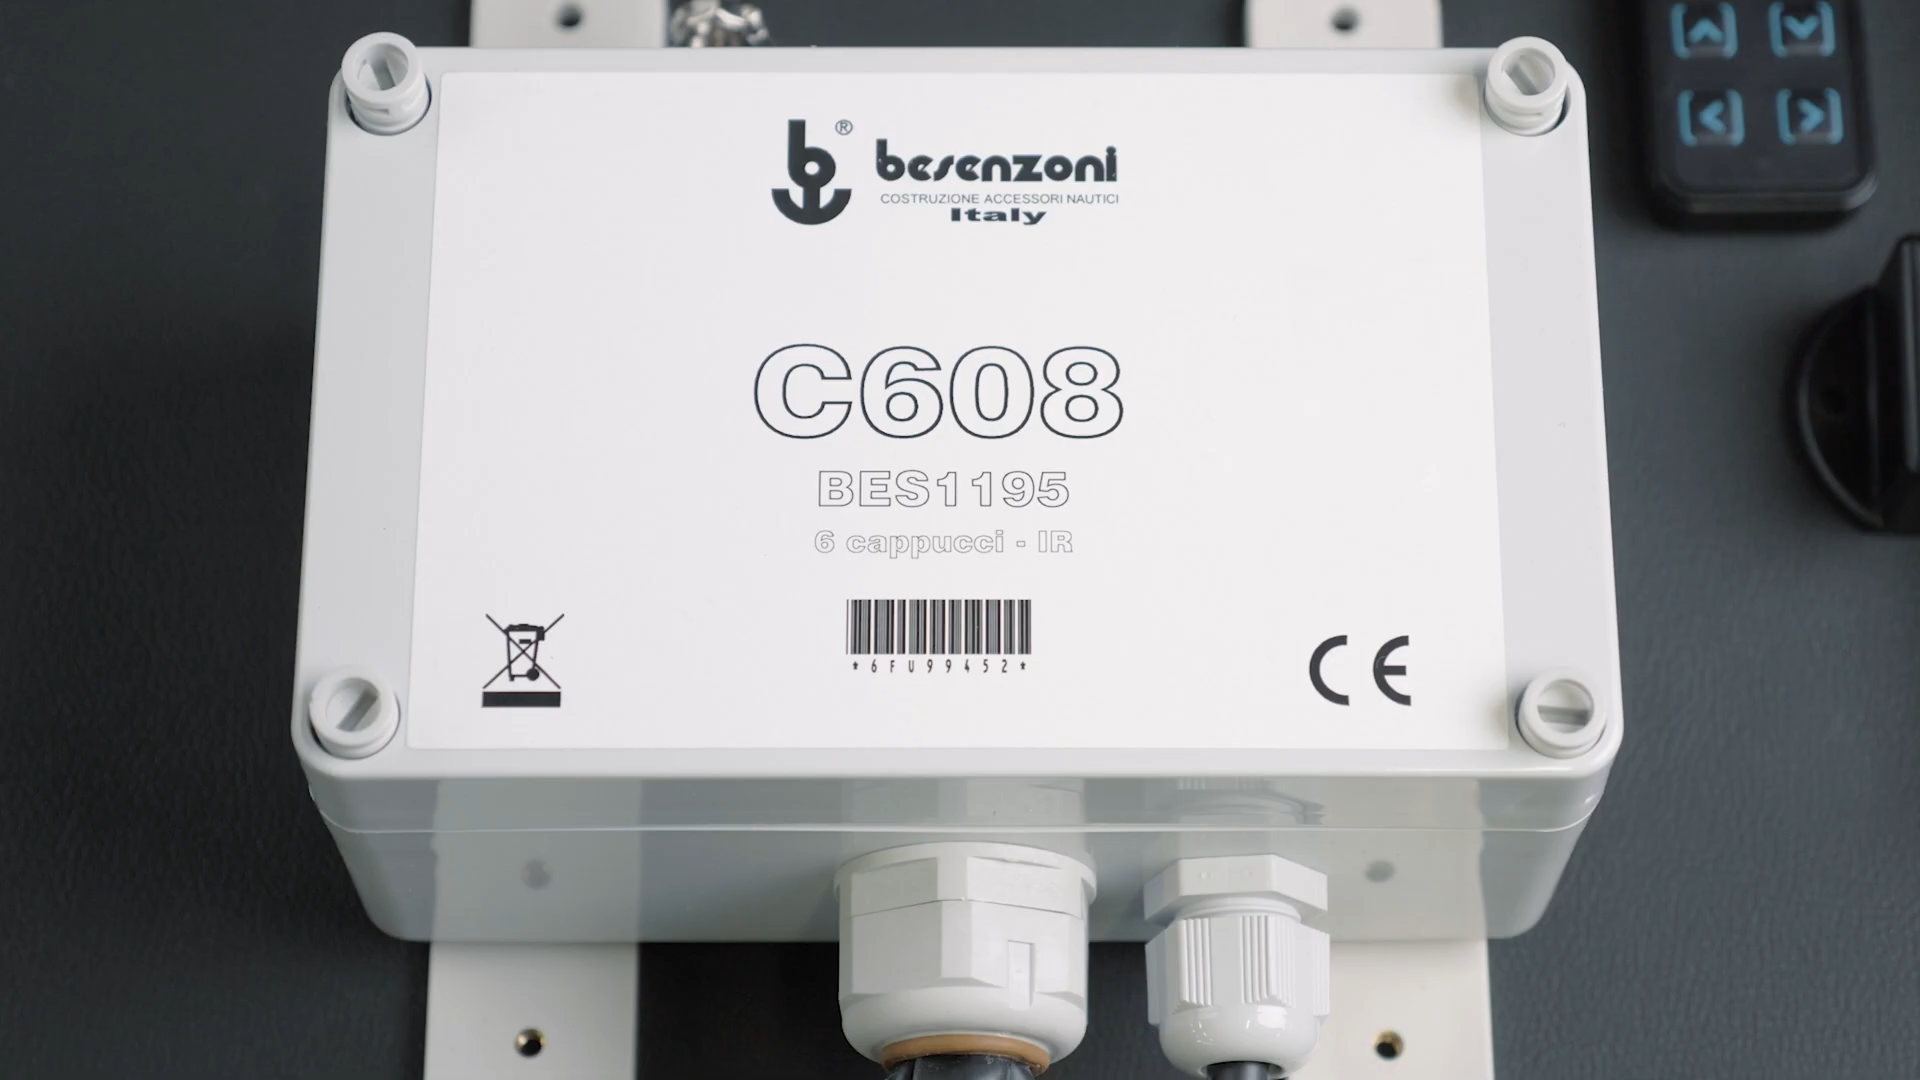 ®
besenzoni
COSTRUZIONE ACCESSORI NAUTICI
Italy
C608
BES1195
6 cappucci - IR
*6FU99452*
CE